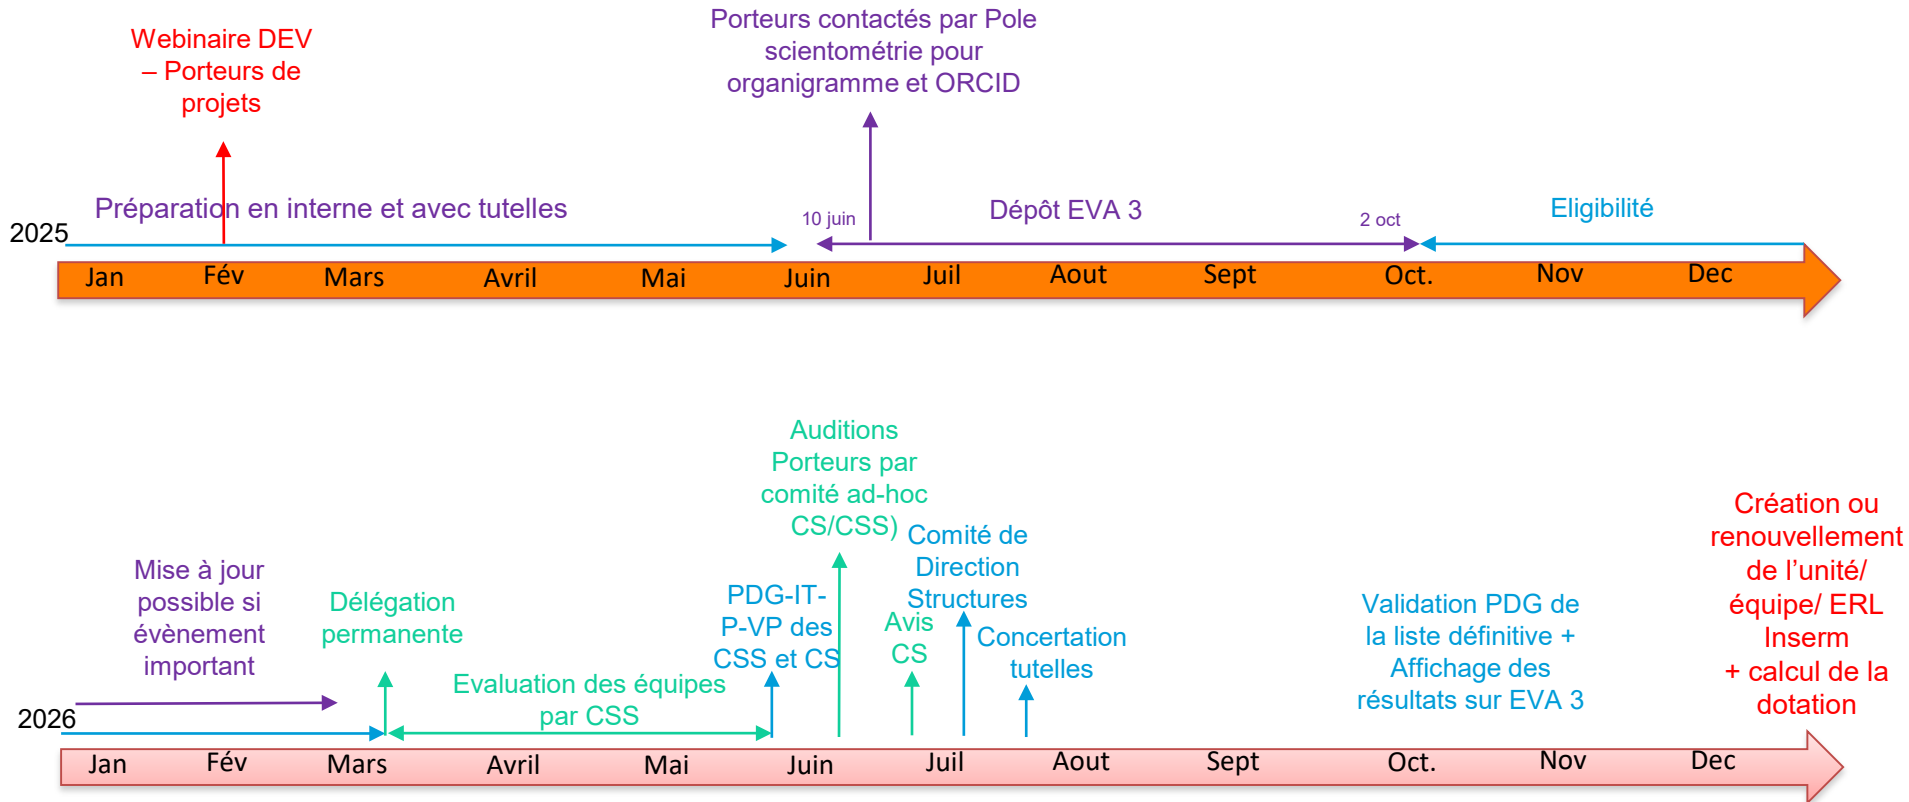 Webinaire DEV
– Porteurs de
projets
Porteurs contactés par Pole
scientométrie pour
organigramme et ORCID
Préparation en interne et avec tutelles
10 juin
Dépôt EVA 3
2 oct
Eligibilité
2025
Jan
Fév
Mars
Avril
Mai
Juin
Juil
Aout
Sept
Oct.
Nov
Dec
Mise à jour
possible si
évènement
important
Délégation
permanente
Evaluation des équipes
par CSS
PDG-IT-
P-VP des
CSS et CS
Auditions
Porteurs par
comité ad-hoc
CS/CSS)
Avis
CS
Comité de
Direction
Structures
Concertation
tutelles
Validation PDG de
la liste définitive +
Affichage des
résultats sur EVA 3
Création ou
renouvellement
de l’unité/
équipe/ ERL
Inserm
+ calcul de la
dotation
2026
Jan
Fév
Mars
Avril
Mai
Juin
Juil
Aout
Sept
Oct.
Nov
Dec